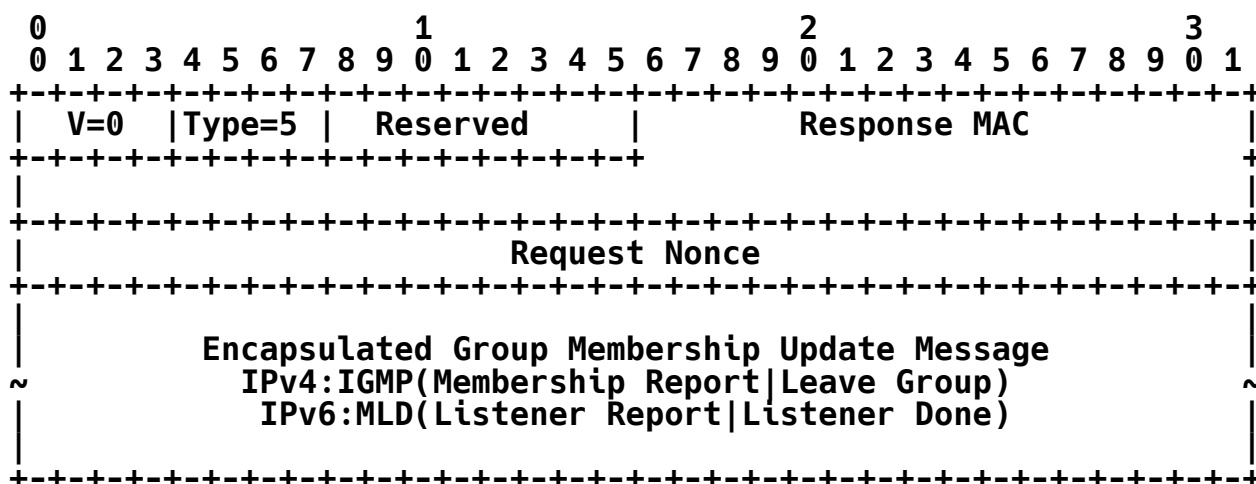 0                   1                   2                   3
 0 1 2 3 4 5 6 7 8 9 0 1 2 3 4 5 6 7 8 9 0 1 2 3 4 5 6 7 8 9 0 1
+-+-+-+-+-+-+-+-+-+-+-+-+-+-+-+-+-+-+-+-+-+-+-+-+-+-+-+-+-+-+-+-+
|  V=0  |Type=5 |  Reserved     |        Response MAC           |
+-+-+-+-+-+-+-+-+-+-+-+-+-+-+-+-+                               +
|                                                               |
+-+-+-+-+-+-+-+-+-+-+-+-+-+-+-+-+-+-+-+-+-+-+-+-+-+-+-+-+-+-+-+-+
|                         Request Nonce                         |
+-+-+-+-+-+-+-+-+-+-+-+-+-+-+-+-+-+-+-+-+-+-+-+-+-+-+-+-+-+-+-+-+
|                                                               |
|         Encapsulated Group Membership Update Message          |
~           IPv4:IGMP(Membership Report|Leave Group)            ~
|            IPv6:MLD(Listener Report|Listener Done)            |
|                                                               |
+-+-+-+-+-+-+-+-+-+-+-+-+-+-+-+-+-+-+-+-+-+-+-+-+-+-+-+-+-+-+-+-+